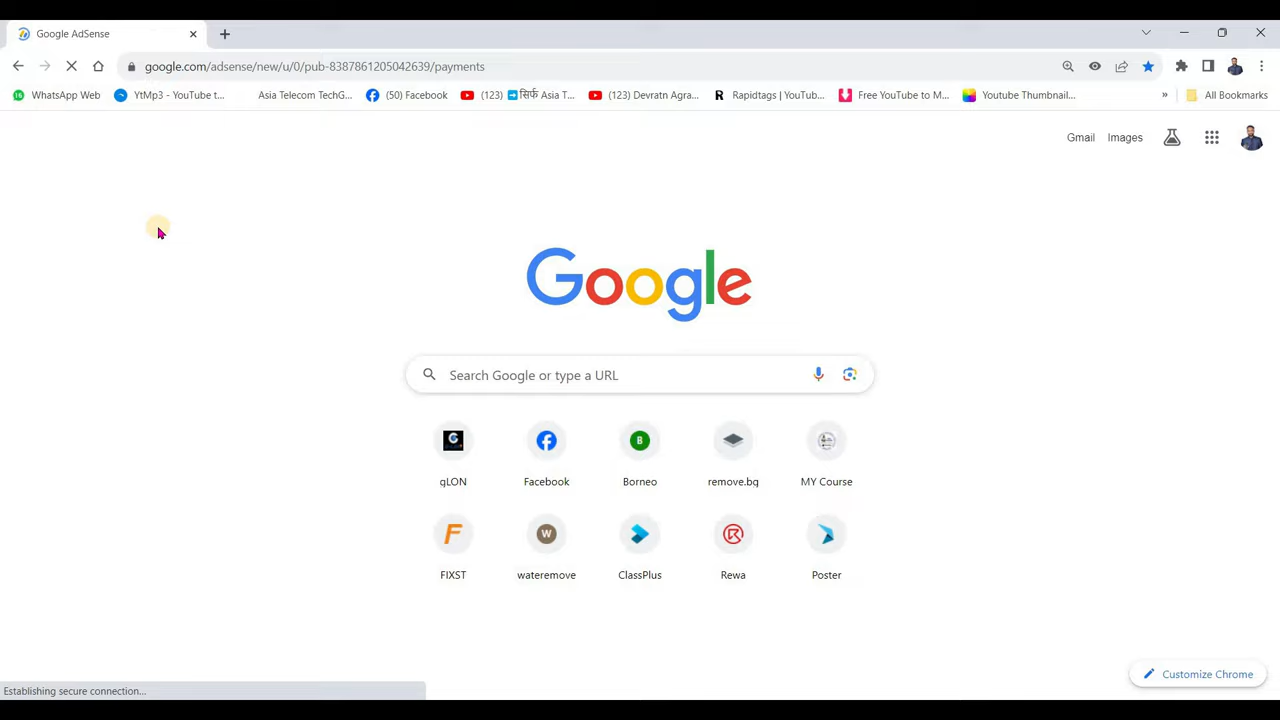 Google AdSense
google.com/adsense/new/u/0/pub-8387861205042639/payments
WhatsApp Web YtMp3 - YouTube t... Asia Telecom TechG... (50) Facebook (123) ➡सिर्फ Asia T... (123) Devratn Agra... Rapidtags | YouTub... Free YouTube to M... Youtube Thumbnail... » All Bookmarks
Gmail Images
Google
Search Google or type a URL
gLON Facebook Borneo remove.bg MY Course
FIXST wateremove ClassPlus Rewa Poster
Customize Chrome
Establishing secure connection...